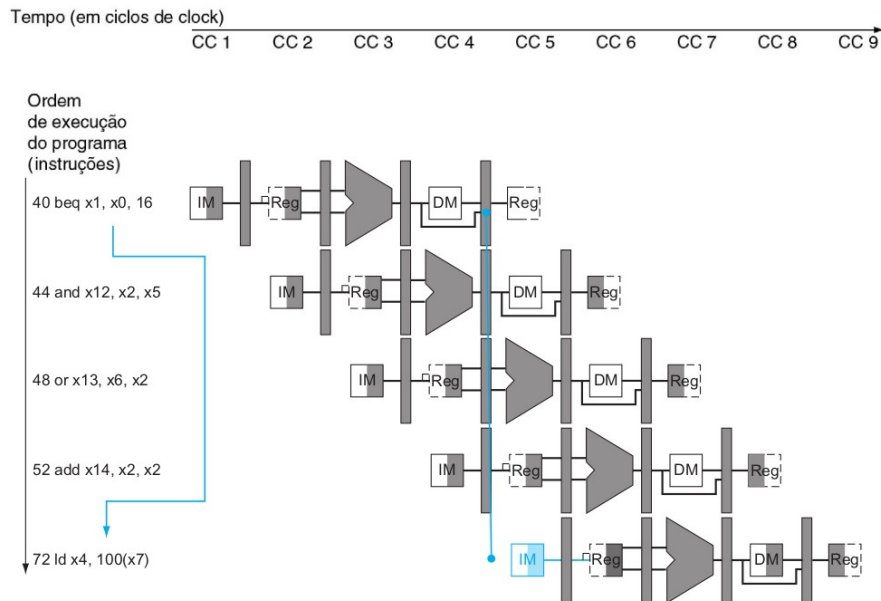 Tempo (em ciclos de clock)
CC 1 CC 2 CC 3 CC 4 CC 5 CC 6 CC 7 CC 8 CC 9
Ordem
de execução
do programa
(instruções)
40 beq x1, x0, 16
IM Reg DM Reg
44 and x12, x2, x5
IM Reg DM Reg
48 or x13, x6, x2
IM Reg DM Reg
52 add x14, x2, x2
IM Reg DM Reg
72 ld x4, 100(x7)
IM Reg DM Reg